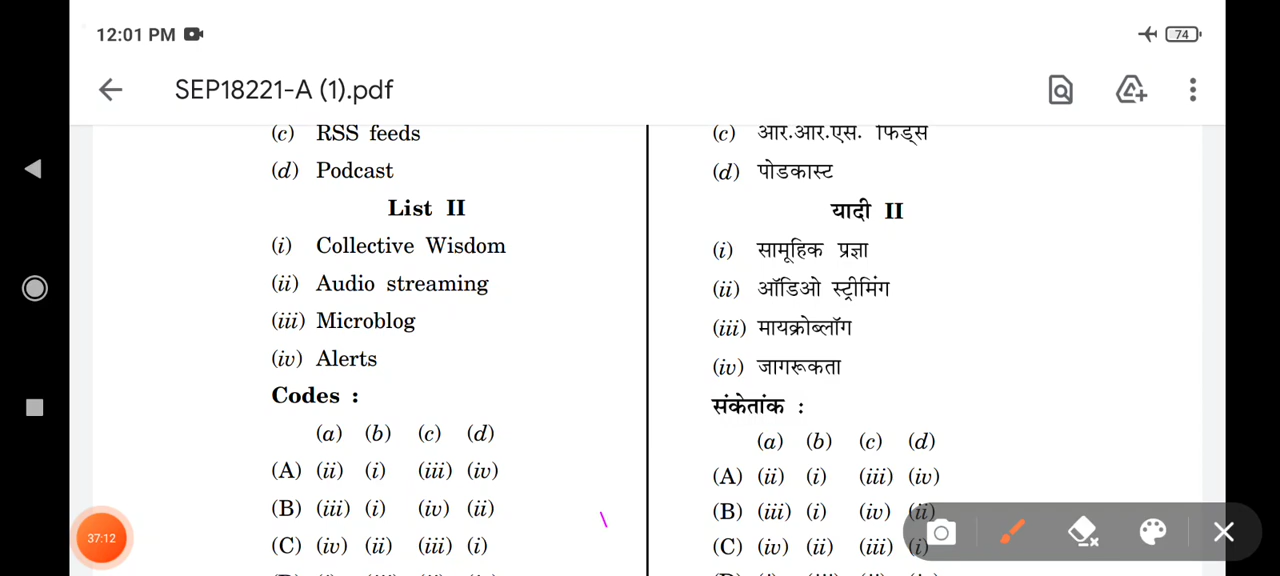 12:01 PM
74
SEP18221-A (1).pdf
(c) RSS feeds
(d) Podcast
List II
(i) Collective Wisdom
(ii) Audio streaming
(iii) Microblog
(iv) Alerts
Codes :
(a) (b) (c) (d)
(A) (ii) (i) (iii) (iv)
(B) (iii) (i) (iv) (ii)
(C) (iv) (ii) (iii) (i)
(c) आर.आर.एस. फिड्स
(d) पोडकास्ट
यादी II
(i) सामूहिक प्रज्ञा
(ii) ऑडिओ स्ट्रीमिंग
(iii) मायक्रोब्लॉग
(iv) जागरूकता
संकेतांक :
(a) (b) (c) (d)
(A) (ii) (i) (iii) (iv)
(B) (iii) (i) (iv) (ii)
(C) (iv) (ii) (iii) (i)
37:12